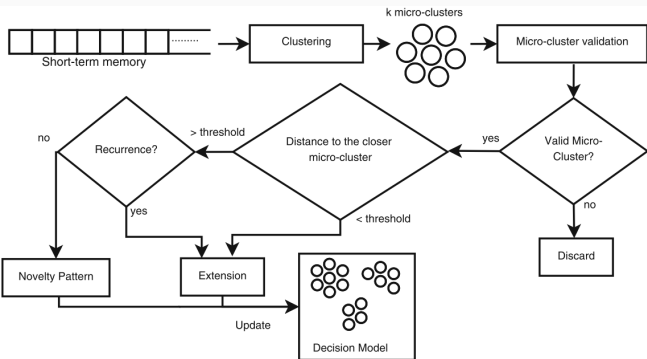 k micro-clusters
Clustering
Micro-cluster validation
Short-term memory
no
> threshold
yes
Recurrence?
Distance to the closer
micro-cluster
Valid Micro-
Cluster?
yes
< threshold
no
Novelty Pattern
Extension
Discard
Update
Decision Model